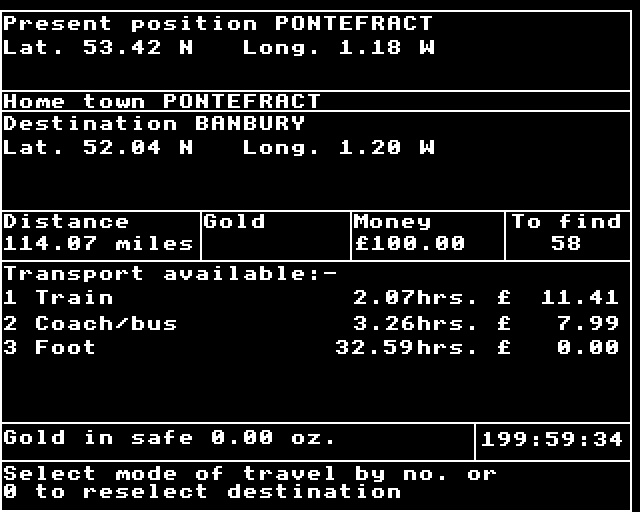 Present position PONTEFRACT
Lat. 53.42 N   Long. 1.18 W
Home town PONTEFRACT
Destination BANBURY
Lat. 52.04 N   Long. 1.20 W
Distance Gold Money To find
114.07 miles £100.00 58
Transport available:-
1 Train 2.07hrs. £ 11.41
2 Coach/bus 3.26hrs. £ 7.99
3 Foot 32.59hrs. £ 0.00
Gold in safe 0.00 oz. 199:59:34
Select mode of travel by no. or
0 to reselect destination